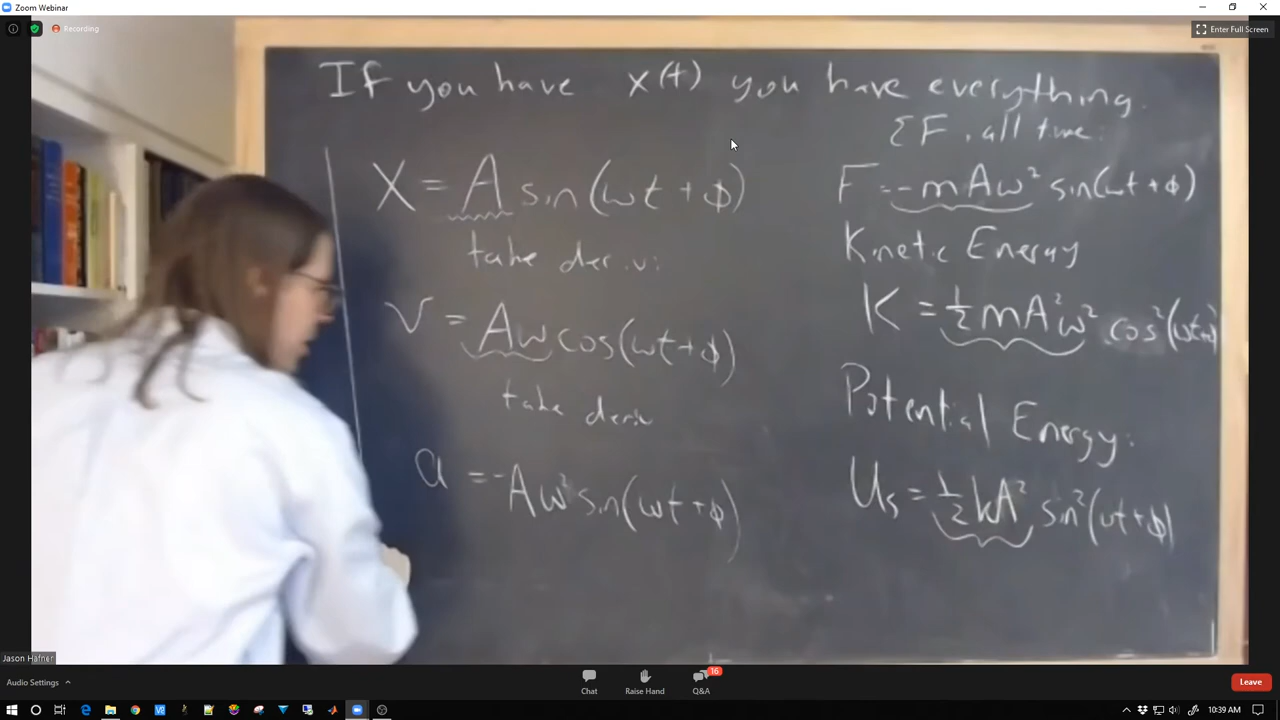 Zoom Webinar
Recording
Enter Full Screen
If you have x(t) you have everything.
ΣF, all time.
X = A sin(ωt + ϕ)
take deriv:
V = Aω cos(ωt+ϕ)
take deriv
a = -Aω² sin(ωt+ϕ)
F = -mAω² sin(ωt + ϕ)
Kinetic Energy
K = ½mA²ω² cos²(ωt+ϕ)
Potential Energy:
Us = ½kA² sin²(ωt+ϕ)
Jason Hafner
Audio Settings
Chat
Raise Hand
16
Q&A
Leave
10:39 AM